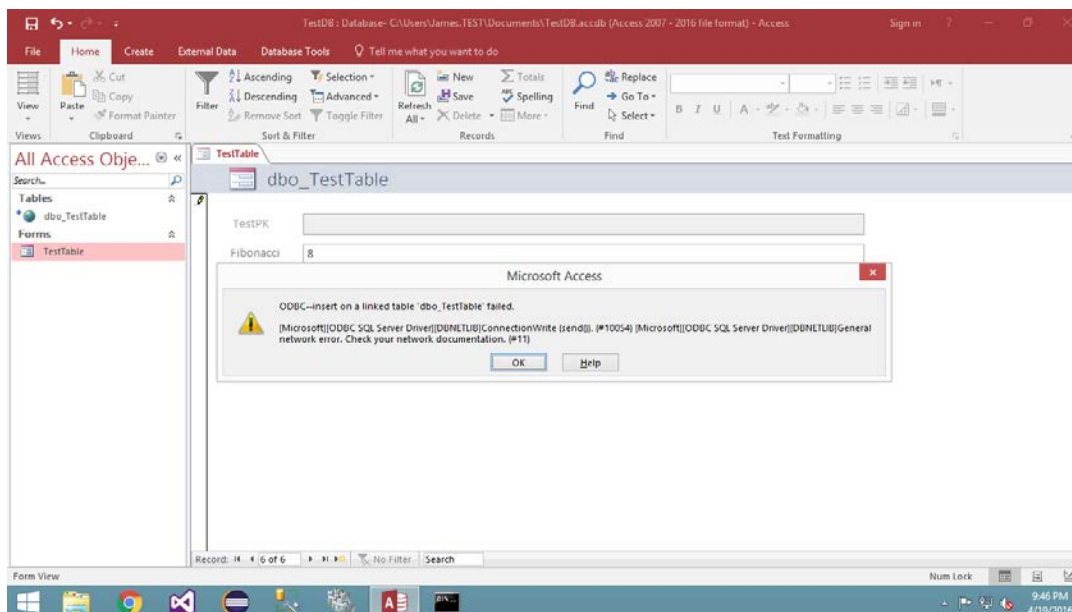 TestDB : Database- C:\Users\James.TEST\Documents\TestDB.accdb (Access 2007 - 2016 file format) - Access
Sign in
?
File Home Create External Data Database Tools Tell me what you want to do
View
Views
Paste
Cut
Copy
Format Painter
Clipboard
Filter
Ascending
Descending
Remove Sort
Selection
Advanced
Toggle Filter
Sort & Filter
Refresh
All
New
Save
Delete
Totals
Spelling
More
Records
Find
Replace
Go To
Select
Find
B I U A
Text Formatting
All Access Obje...
Search...
Tables
dbo_TestTable
Forms
TestTable
TestTable
dbo_TestTable
TestPK
Fibonacci 8
Microsoft Access
ODBC--insert on a linked table 'dbo_TestTable' failed.
[Microsoft][ODBC SQL Server Driver][DBNETLIB]ConnectionWrite (send()). (#10054) [Microsoft][ODBC SQL Server Driver][DBNETLIB]General
network error. Check your network documentation. (#11)
OK Help
Record: 6 of 6 No Filter Search
Form View
Num Lock
9:46 PM
4/19/2016